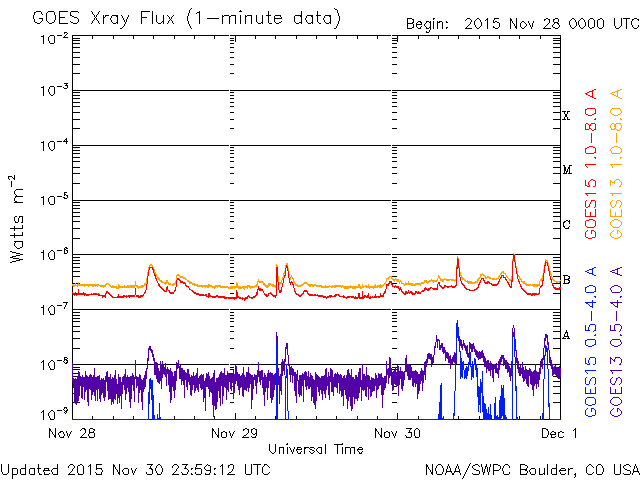 GOES Xray Flux (1-minute data)
Begin: 2015 Nov 28 0000 UTC
10-2
10-3
10-4
10-5
10-6
10-7
10-8
10-9
Watts m-2
X
M
C
B
A
GOES15 1.0-8.0 A
GOES13 1.0-8.0 A
GOES15 0.5-4.0 A
GOES13 0.5-4.0 A
Nov 28 Nov 29 Nov 30 Dec 1
Universal Time
Updated 2015 Nov 30 23:59:12 UTC NOAA/SWPC Boulder, CO USA